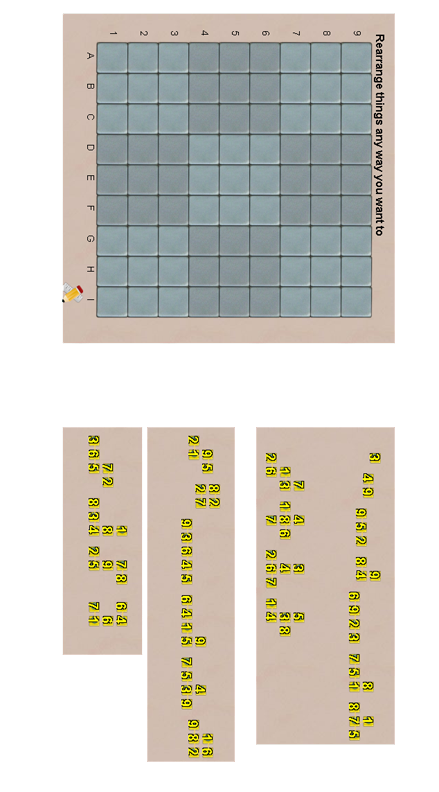 Rearrange things any way you want to
9
8
7
6
5
4
3
2
1
A B C D E F G H I
3 9
4 9 8 1
9 5 2 8 4
6 9 2 3 7 5 1 8 7 5
7 4 3 5
1 3 1 8 6 4 3 8
2 6 7 2 6 7 1 4
8 2
9 5 1 6
2 7 9 4
2 1 9 8 2
9 3 6 4 5 6 4 1 5 7 5 3 9
1 7 8 6 4
7 2 8 9 6
3 6 5 8 3 4 2 5 7 1